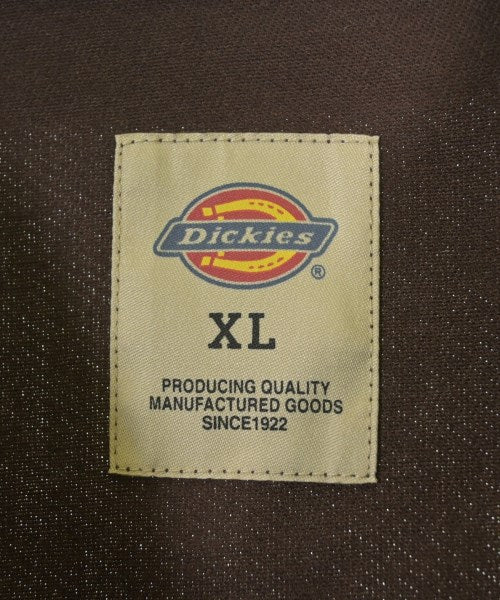 Dickies
®
XL
PRODUCING QUALITY
MANUFACTURED GOODS
SINCE1922